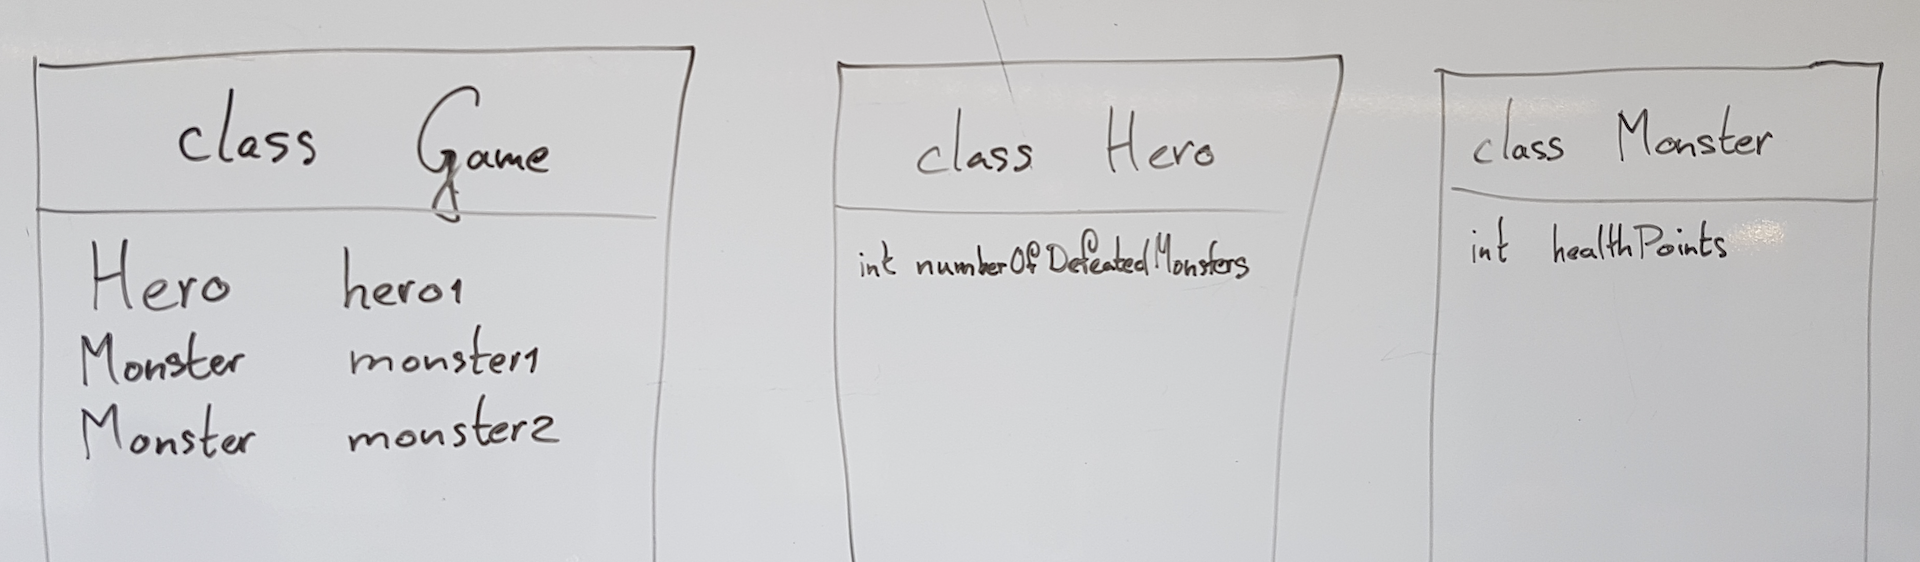 class Game
Hero hero1
Monster monster1
Monster monster2
class Hero
int numberOfDefeatedMonsters
class Monster
int healthPoints